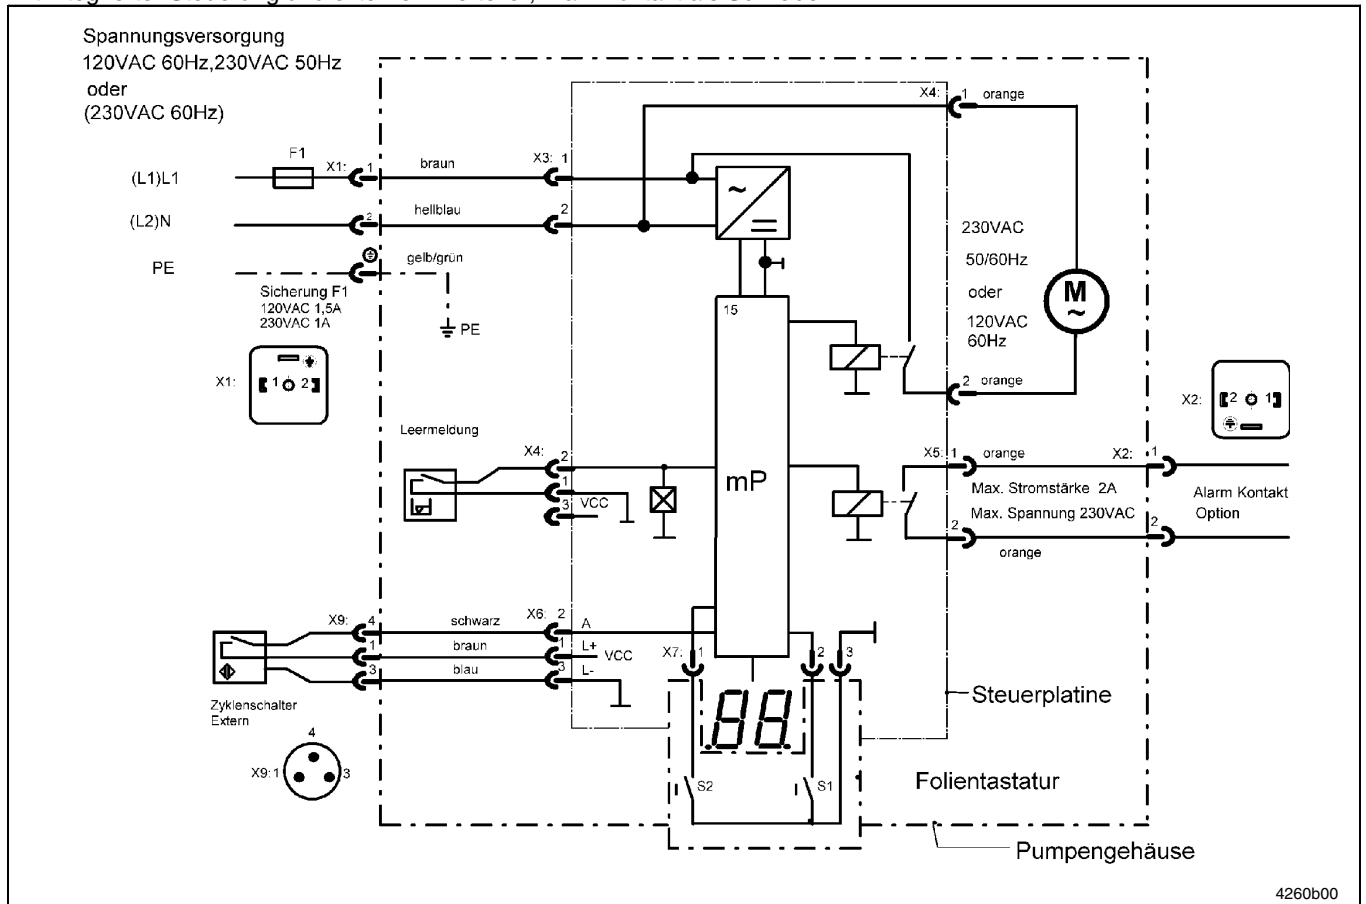 Spannungsversorgung
120VAC 60Hz,230VAC 50Hz
oder
(230VAC 60Hz)
X4: 1 orange
F1
X1: 1 braun X3: 1
(L1)L1
~
(L2)N
2 hellblau 2
PE
gelb/grün
Sicherung F1
120VAC 1,5A
230VAC 1A
PE
230VAC
50/60Hz
oder
120VAC
60Hz
M
~
15
X1: 1 2
2 orange
X2: 2 1
Leermeldung
X4: 2
1
3 VCC
mP
X5: 1 orange X2: 1
Max. Stromstärke 2A
Max. Spannung 230VAC
Alarm Kontakt
Option
2 2
orange
X9: 4 schwarz X6: 2 A
1 braun 1 L+ VCC
3 blau 3 L-
X7: 1 2 3
Zyklenschalter
Extern
4
X9: 1 3
88
Steuerplatine
S2 S1
Folientastatur
Pumpengehäuse
4260b00